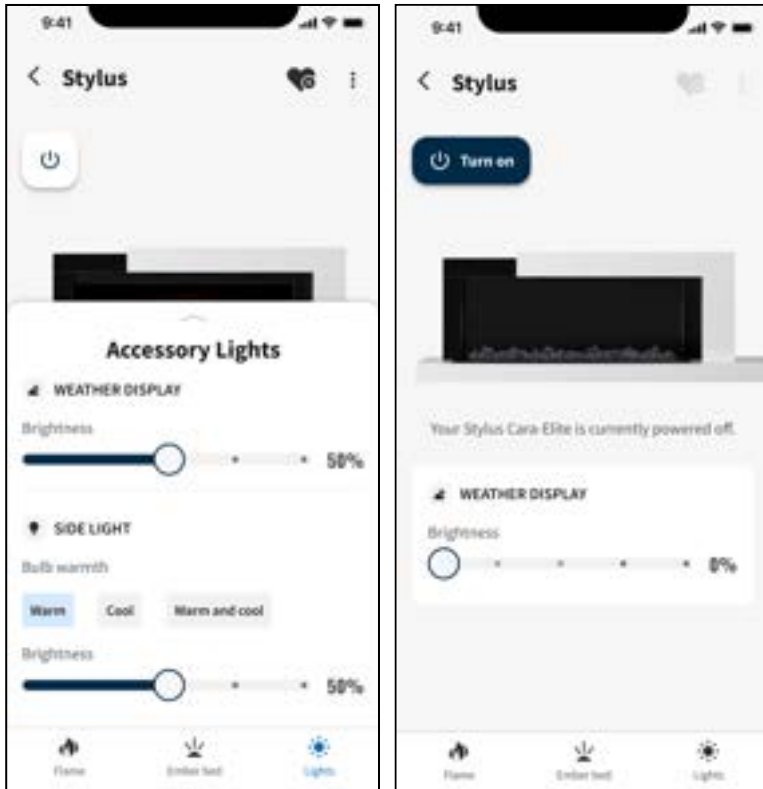 9:41
Stylus
Accessory Lights
WEATHER DISPLAY
Brightness
50%
SIDE LIGHT
Bulb warmth
Warm Cool Warm and cool
Brightness
50%
Flame Ember bed Lights
9:41
Stylus
Turn on
Your Stylus Cara-Elite is currently powered off.
WEATHER DISPLAY
Brightness
0%
Flame Ember bed Lights